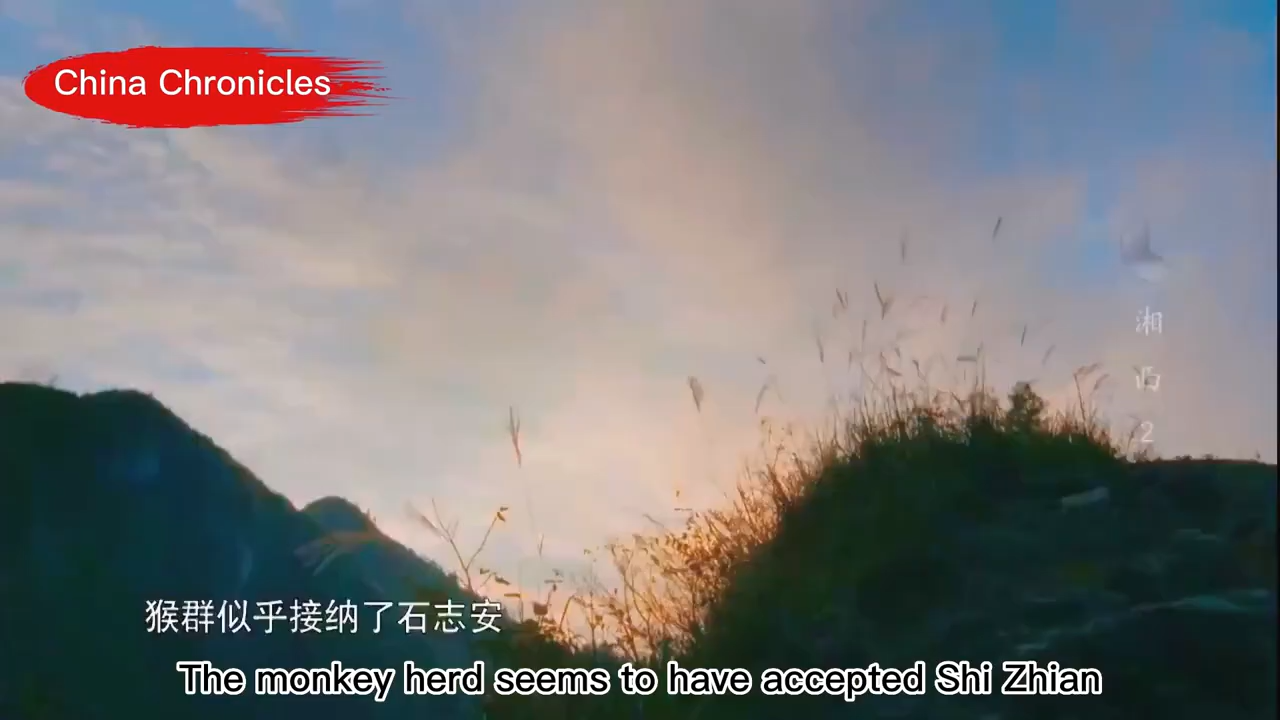 China Chronicles
湘
西
2
猴群似乎接纳了石志安
The monkey herd seems to have accepted Shi Zhian